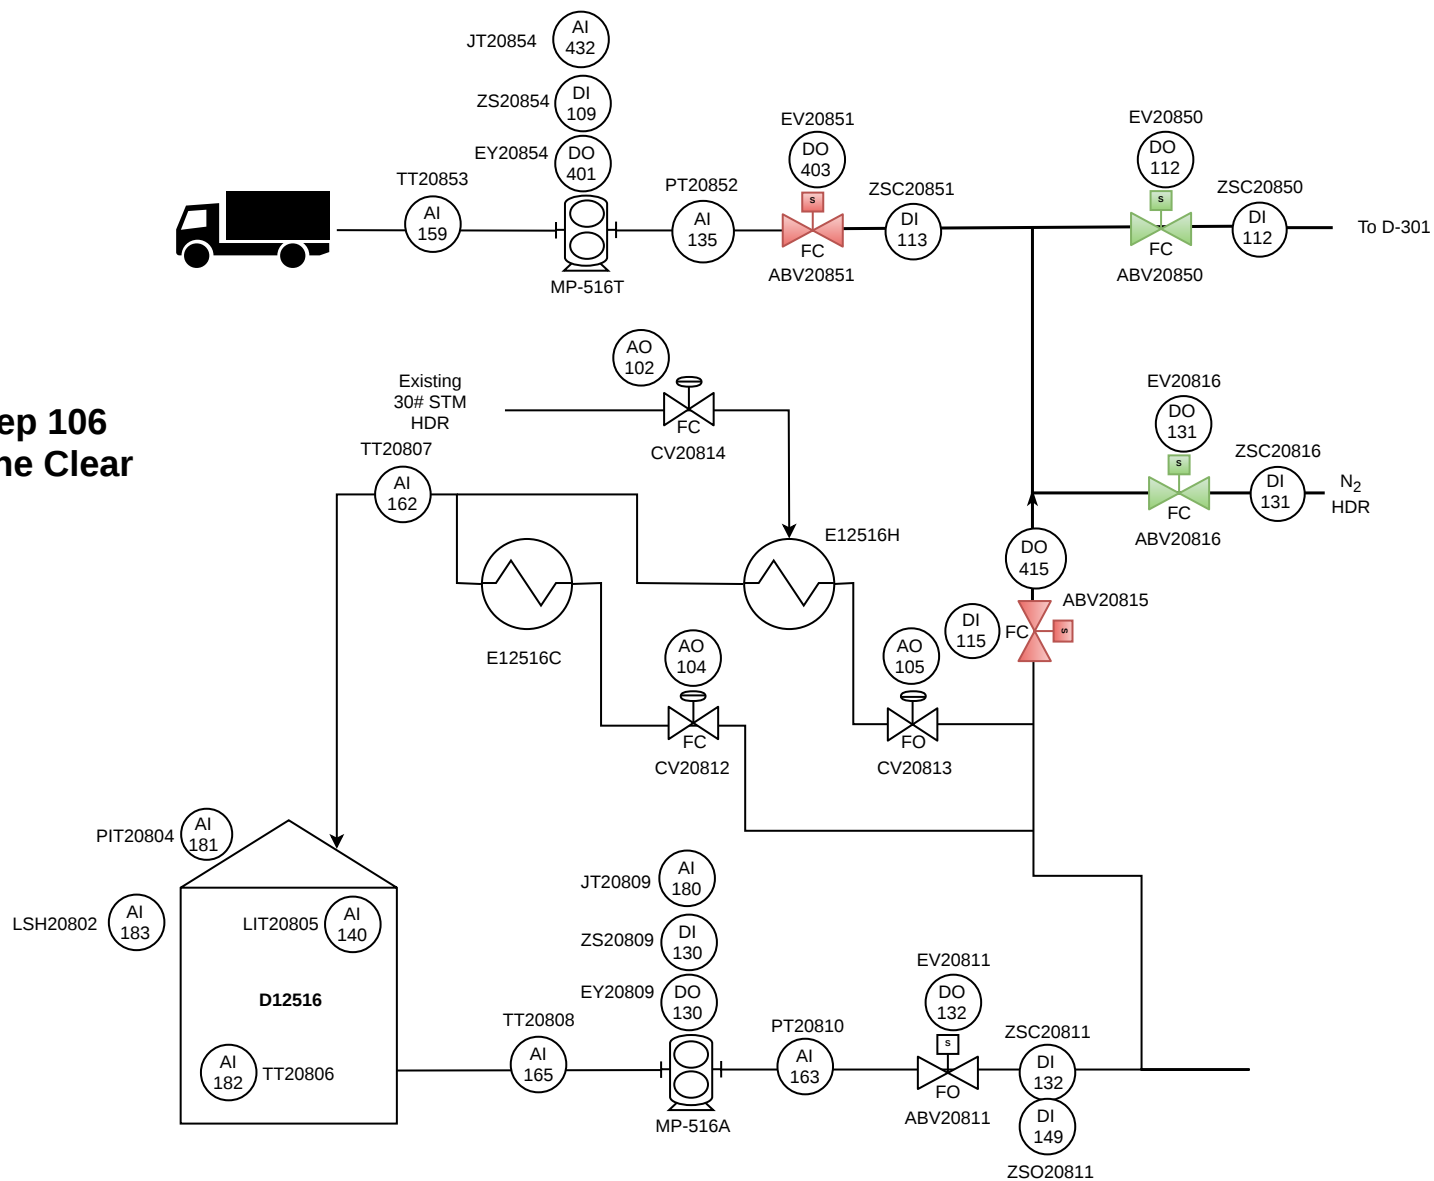 JT20854
AI
432
ZS20854
DI
109
EY20854
DO
401
TT20853
AI
159
MP-516T
PT20852
AI
135
EV20851
DO
403
s
FC
ABV20851
ZSC20851
DI
113
EV20850
DO
112
s
FC
ABV20850
ZSC20850
DI
112
To D-301
ep 106
ne Clear
Existing
30# STM
HDR
AO
102
FC
CV20814
TT20807
AI
162
E12516C
E12516H
EV20816
DO
131
s
FC
ABV20816
ZSC20816
DI
131
N2
HDR
DO
415
ABV20815
DI
115
FC
s
AO
104
FC
CV20812
AO
105
FO
CV20813
PIT20804
AI
181
LSH20802
AI
183
LIT20805
AI
140
D12516
AI
182
TT20806
TT20808
AI
165
JT20809
AI
180
ZS20809
DI
130
EY20809
DO
130
MP-516A
PT20810
AI
163
EV20811
DO
132
s
FO
ABV20811
ZSC20811
DI
132
DI
149
ZSO20811